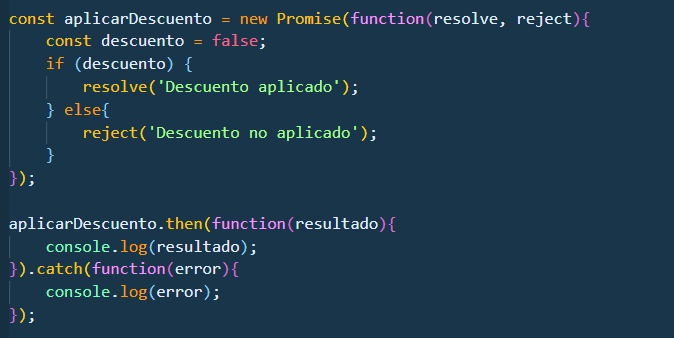 const aplicarDescuento = new Promise(function(resolve, reject){
    const descuento = false;
    if (descuento) {
        resolve('Descuento aplicado');
    } else{
        reject('Descuento no aplicado');
    }
});

aplicarDescuento.then(function(resultado){
    console.log(resultado);
}).catch(function(error){
    console.log(error);
});